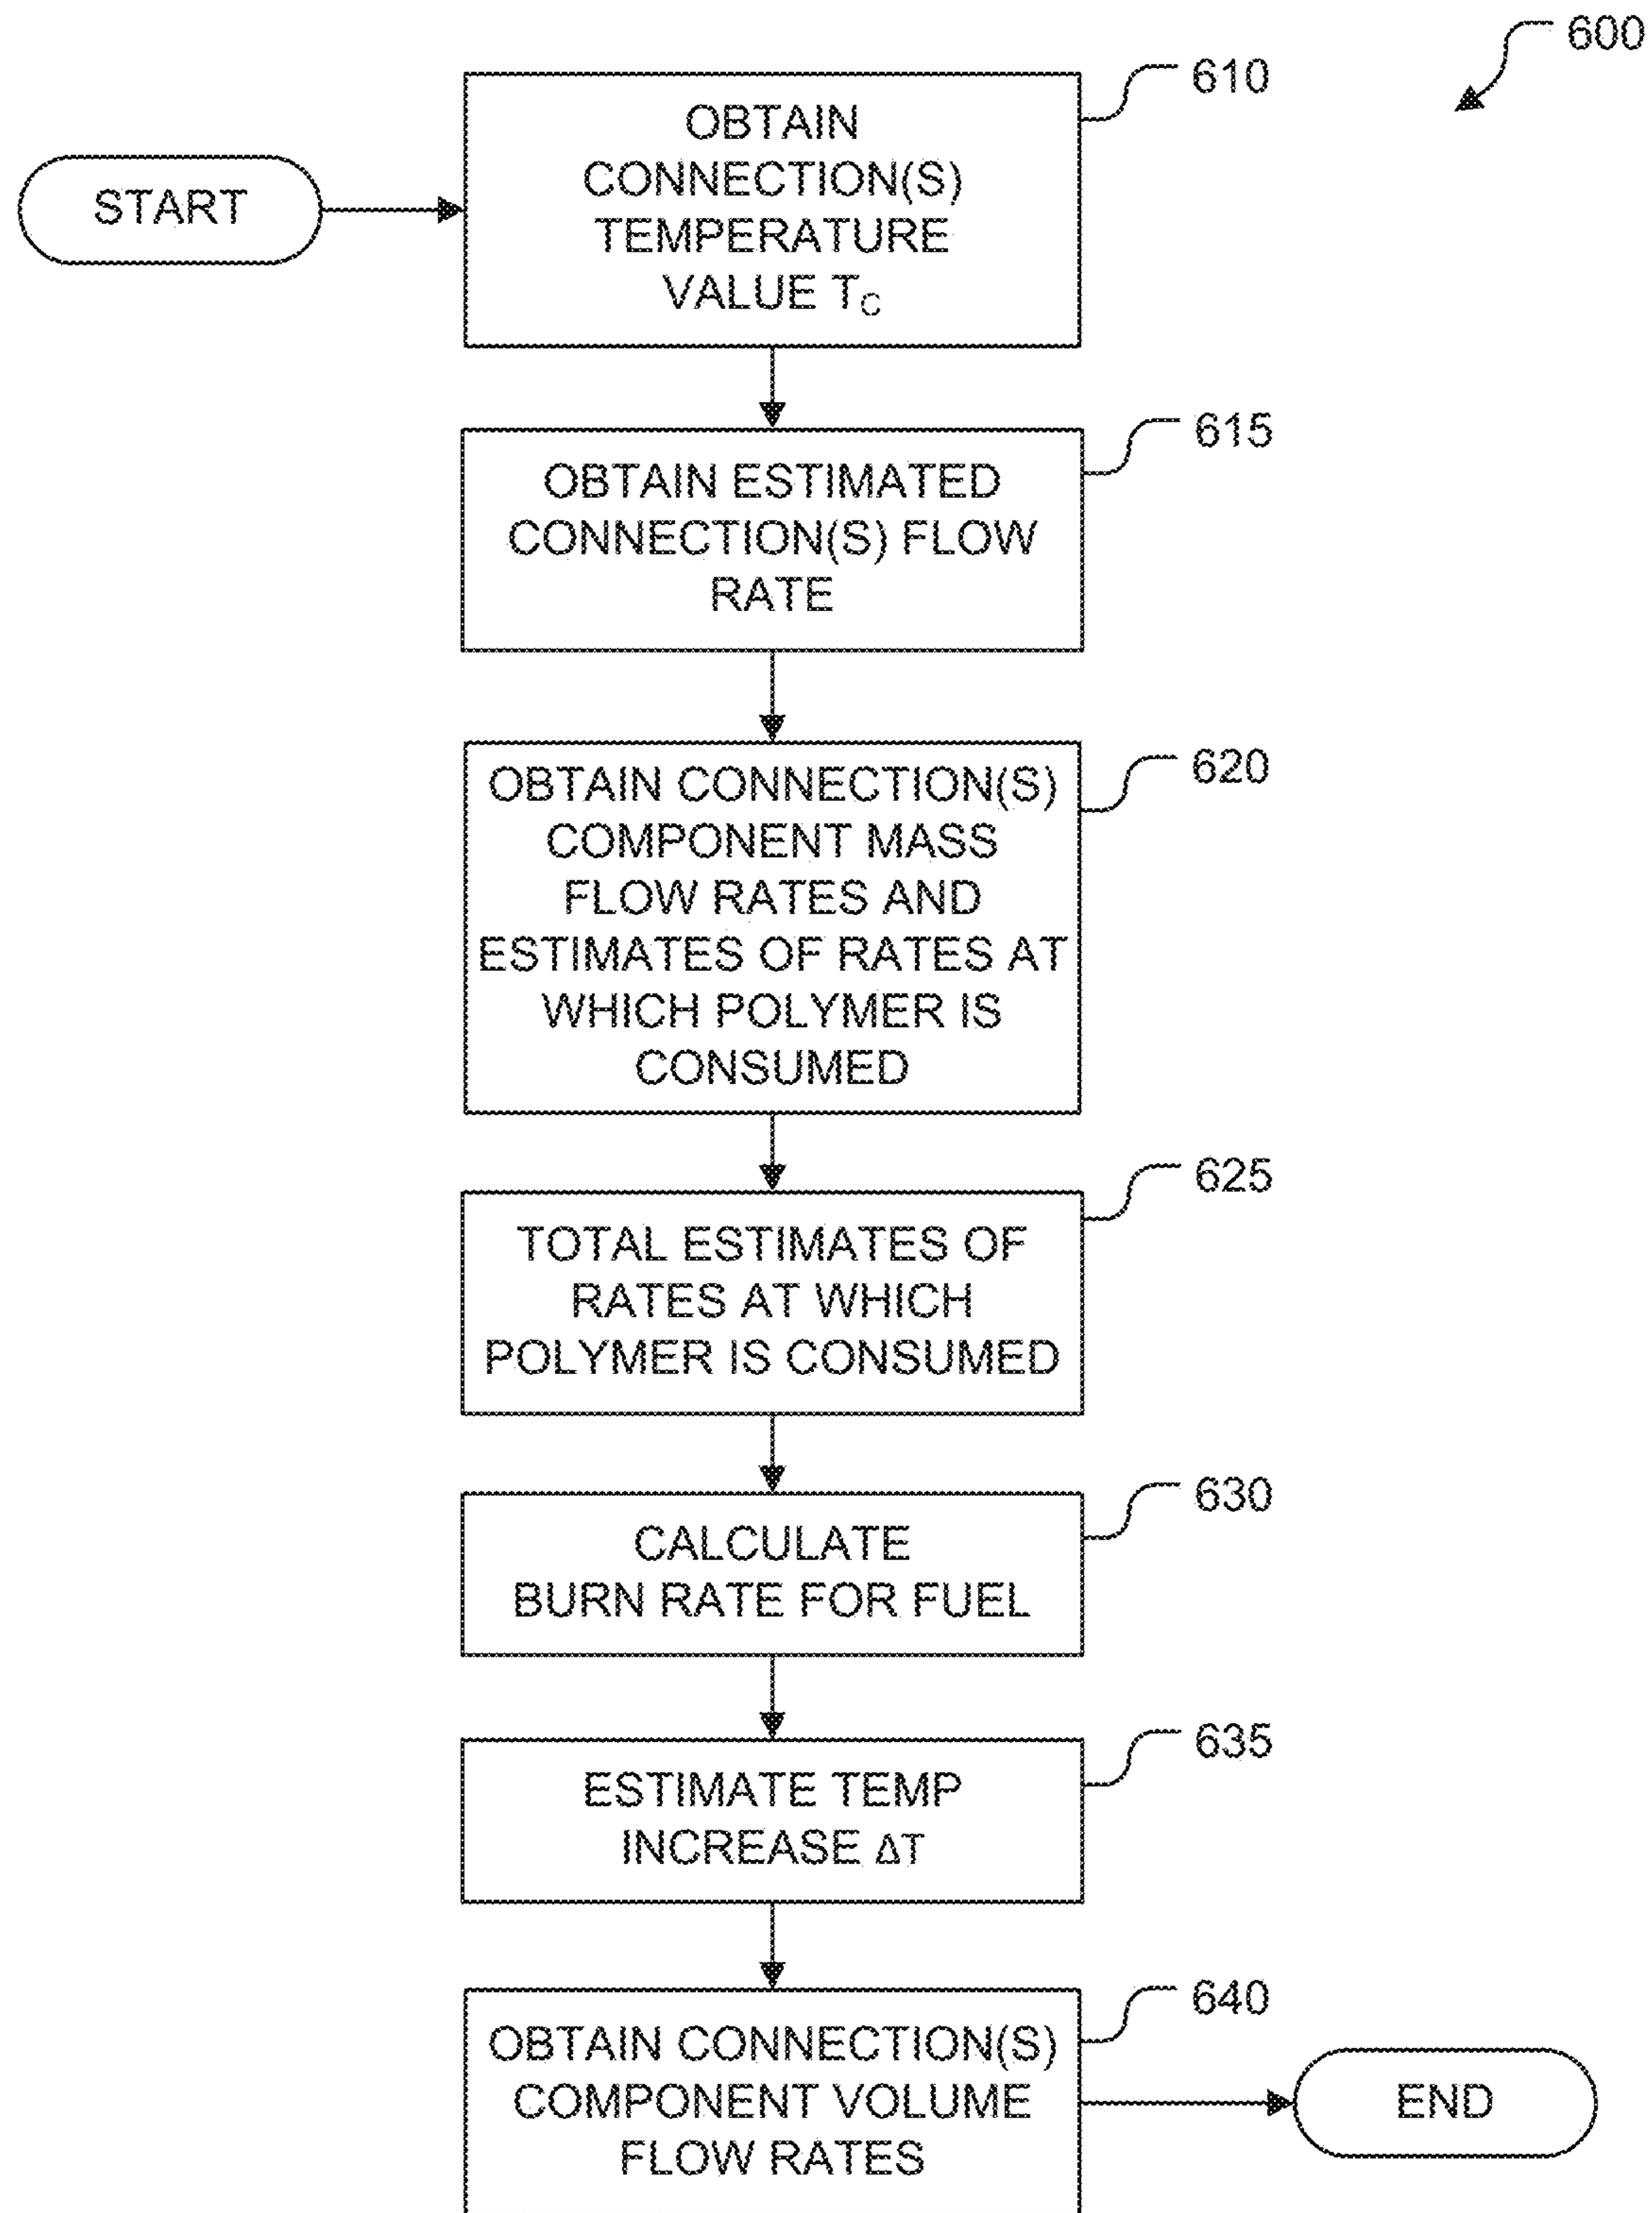 600
610
START
OBTAIN
CONNECTION(S)
TEMPERATURE
VALUE T_C
615
OBTAIN ESTIMATED
CONNECTION(S) FLOW
RATE
620
OBTAIN CONNECTION(S)
COMPONENT MASS
FLOW RATES AND
ESTIMATES OF RATES AT
WHICH POLYMER IS
CONSUMED
625
TOTAL ESTIMATES OF
RATES AT WHICH
POLYMER IS CONSUMED
630
CALCULATE
BURN RATE FOR FUEL
635
ESTIMATE TEMP
INCREASE ΔT
640
OBTAIN CONNECTION(S)
COMPONENT VOLUME
FLOW RATES
END